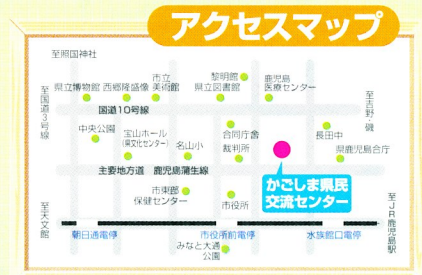 アクセスマップ
至照国神社
市立
美術館
黎明館
県立図書館
鹿児島
医療センター
県立博物館
西郷隆盛像
至国道3号線
国道10号線
至吉野・磯
中央公園
宝山ホール
(県文化センター)
名山小
合同庁舎
裁判所
長田中
県鹿児島合庁
主要地方道 鹿児島蒲生線
かごしま県民
交流センター
市東部
保健センター
市役所
至天文館
至JR鹿児島駅
朝日通電停
市役所前電停
水族館口電停
みなと大通
公園